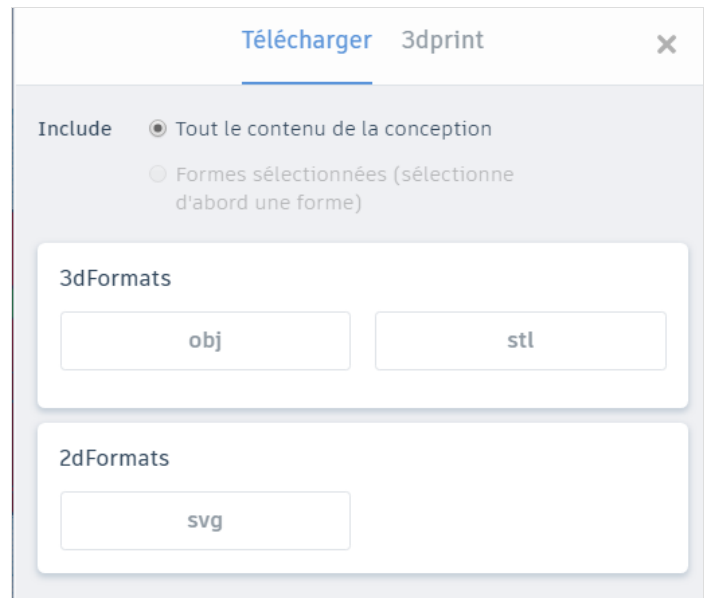 Télécharger 3dprint
Include Tout le contenu de la conception
Formes sélectionnées (sélectionne
d'abord une forme)
3dFormats
obj stl
2dFormats
svg